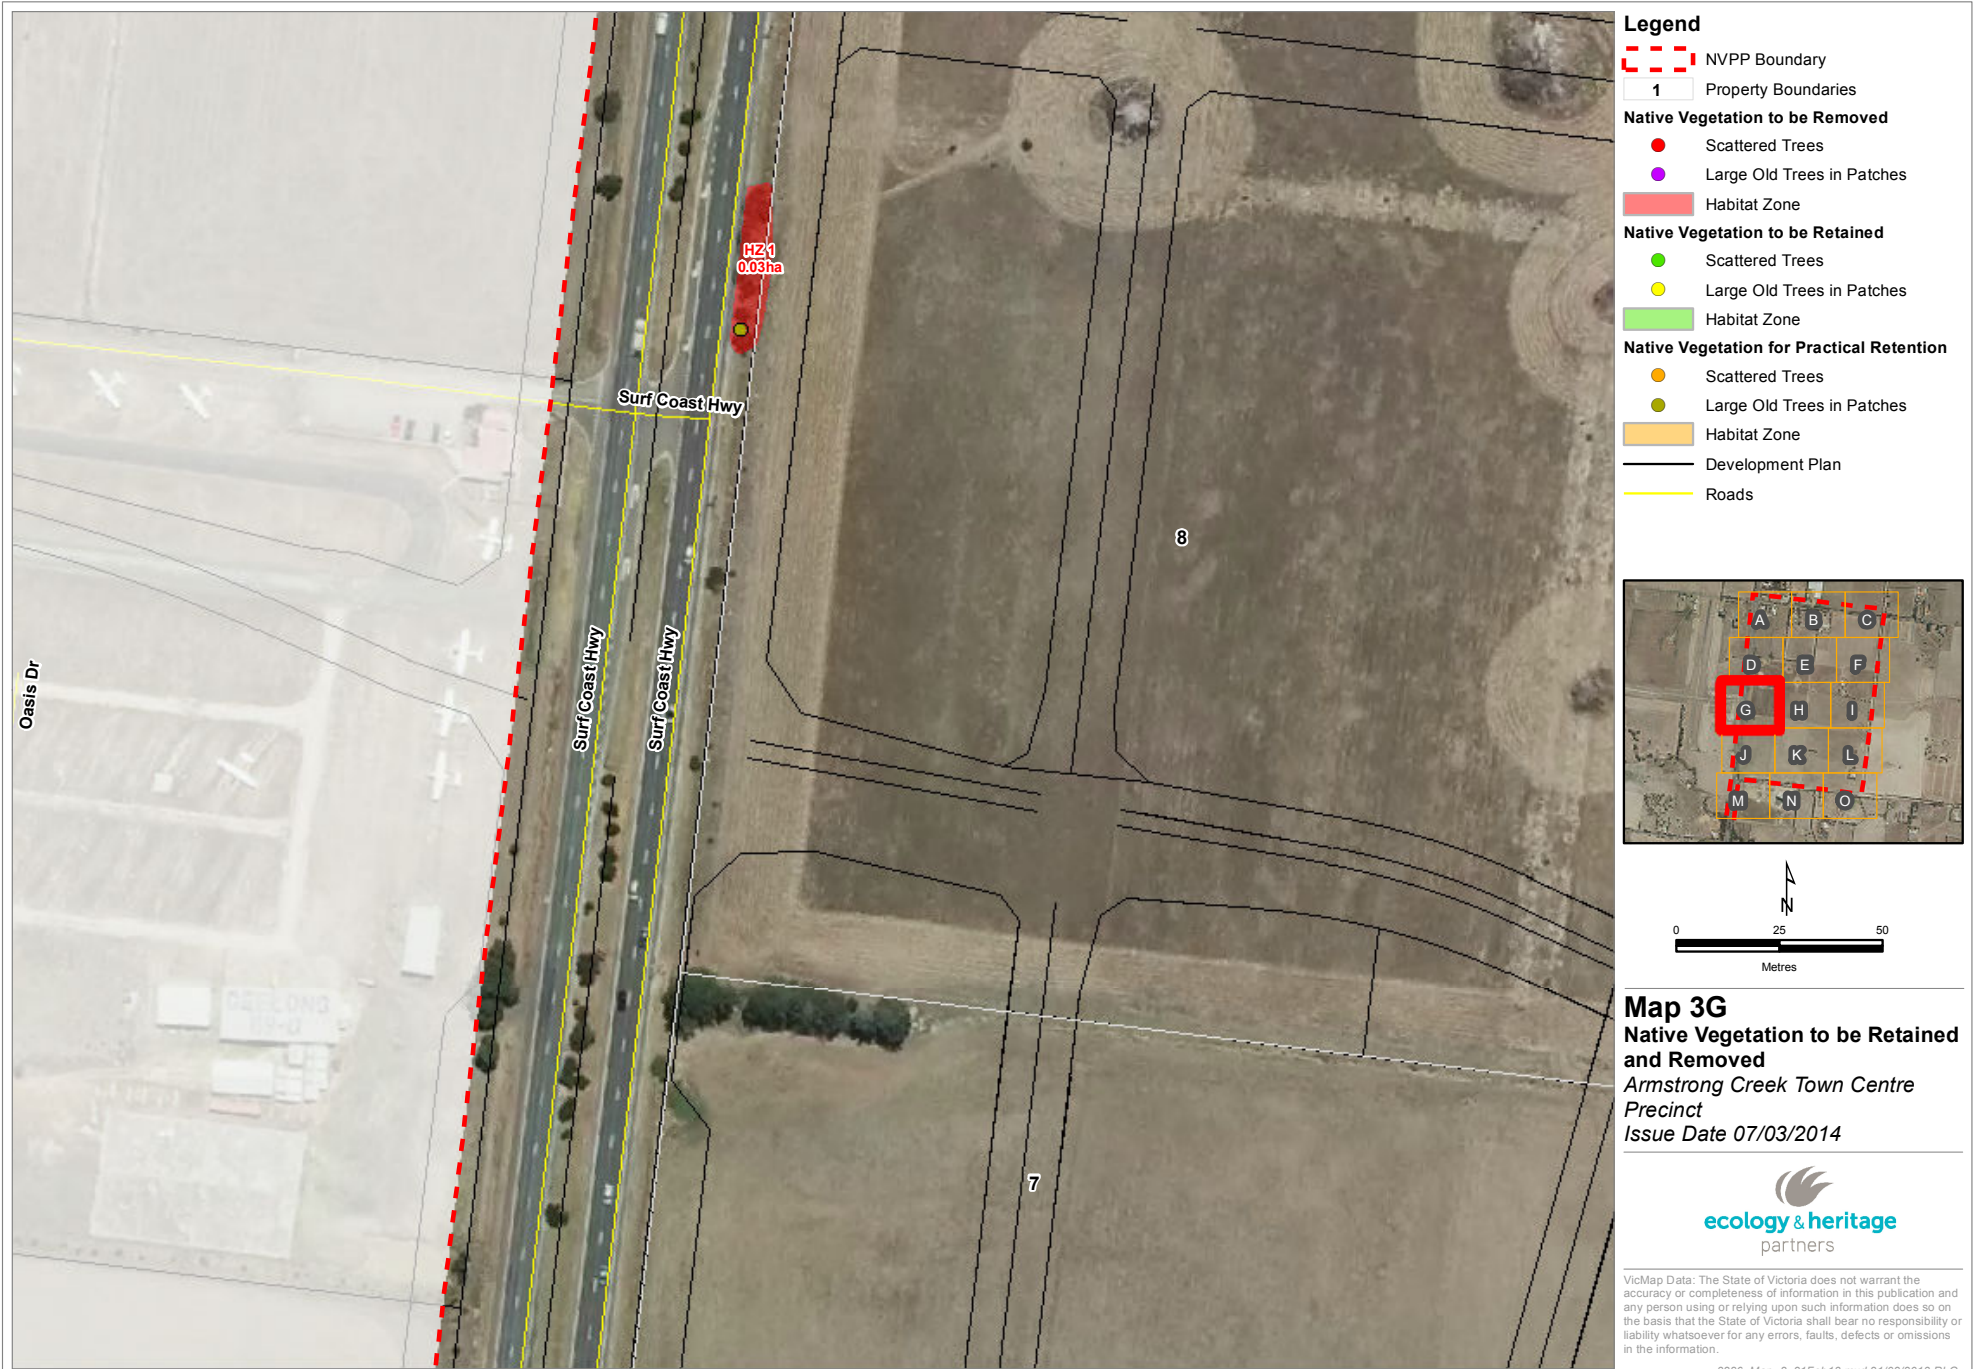 HZ 1
0.03ha
Surf Coast Hwy
8
Surf Coast Hwy
Surf Coast Hwy
Oasis Dr
7
Legend
NVPP Boundary
1 Property Boundaries
Native Vegetation to be Removed
Scattered Trees
Large Old Trees in Patches
Habitat Zone
Native Vegetation to be Retained
Scattered Trees
Large Old Trees in Patches
Habitat Zone
Native Vegetation for Practical Retention
Scattered Trees
Large Old Trees in Patches
Habitat Zone
Development Plan
Roads
A B C
D E F
G H I
J K L
M N O
N
0 25 50
Metres
Map 3G
Native Vegetation to be Retained
and Removed
Armstrong Creek Town Centre
Precinct
Issue Date 07/03/2014
ecology & heritage
partners
VicMap Data: The State of Victoria does not warrant the
accuracy or completeness of information in this publication and
any person using or relying upon such information does so on
the basis that the State of Victoria shall bear no responsibility or
liability whatsoever for any errors, faults, defects or omissions
in the information.